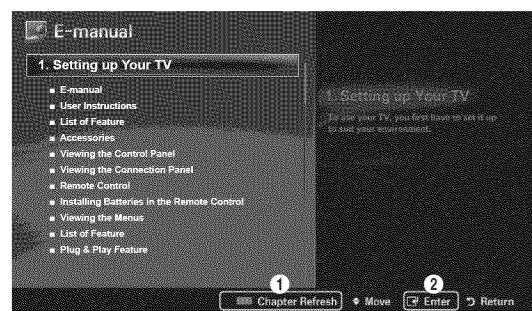 E-manual
1. Setting up Your TV
■ E-manual
■ User Instructions
■ List of Feature
■ Accessories
■ Viewing the Control Panel
■ Viewing the Connection Panel
■ Remote Control
■ Installing Batteries in the Remote Control
■ Viewing the Menus
■ List of Feature
■ Plug & Play Feature
1. Setting up Your TV
To use your TV, you first have to set it up
to suit your environment.
1 2
Chapter Refresh Move Enter Return